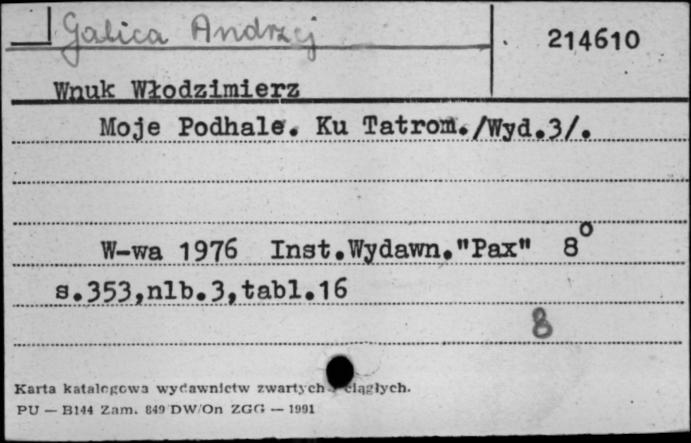 Galica Andrzej
214610
Wnuk Włodzimierz
Moje Podhale. Ku Tatrom./Wyd.3/.
W-wa 1976 Inst.Wydawn."Pax" 8°
s.353,nlb.3,tabl.16
8
Karta katalogowa wydawnictw zwartych i ciągłych.
PU — B144 Zam. 849 DW/On ZGG — 1991